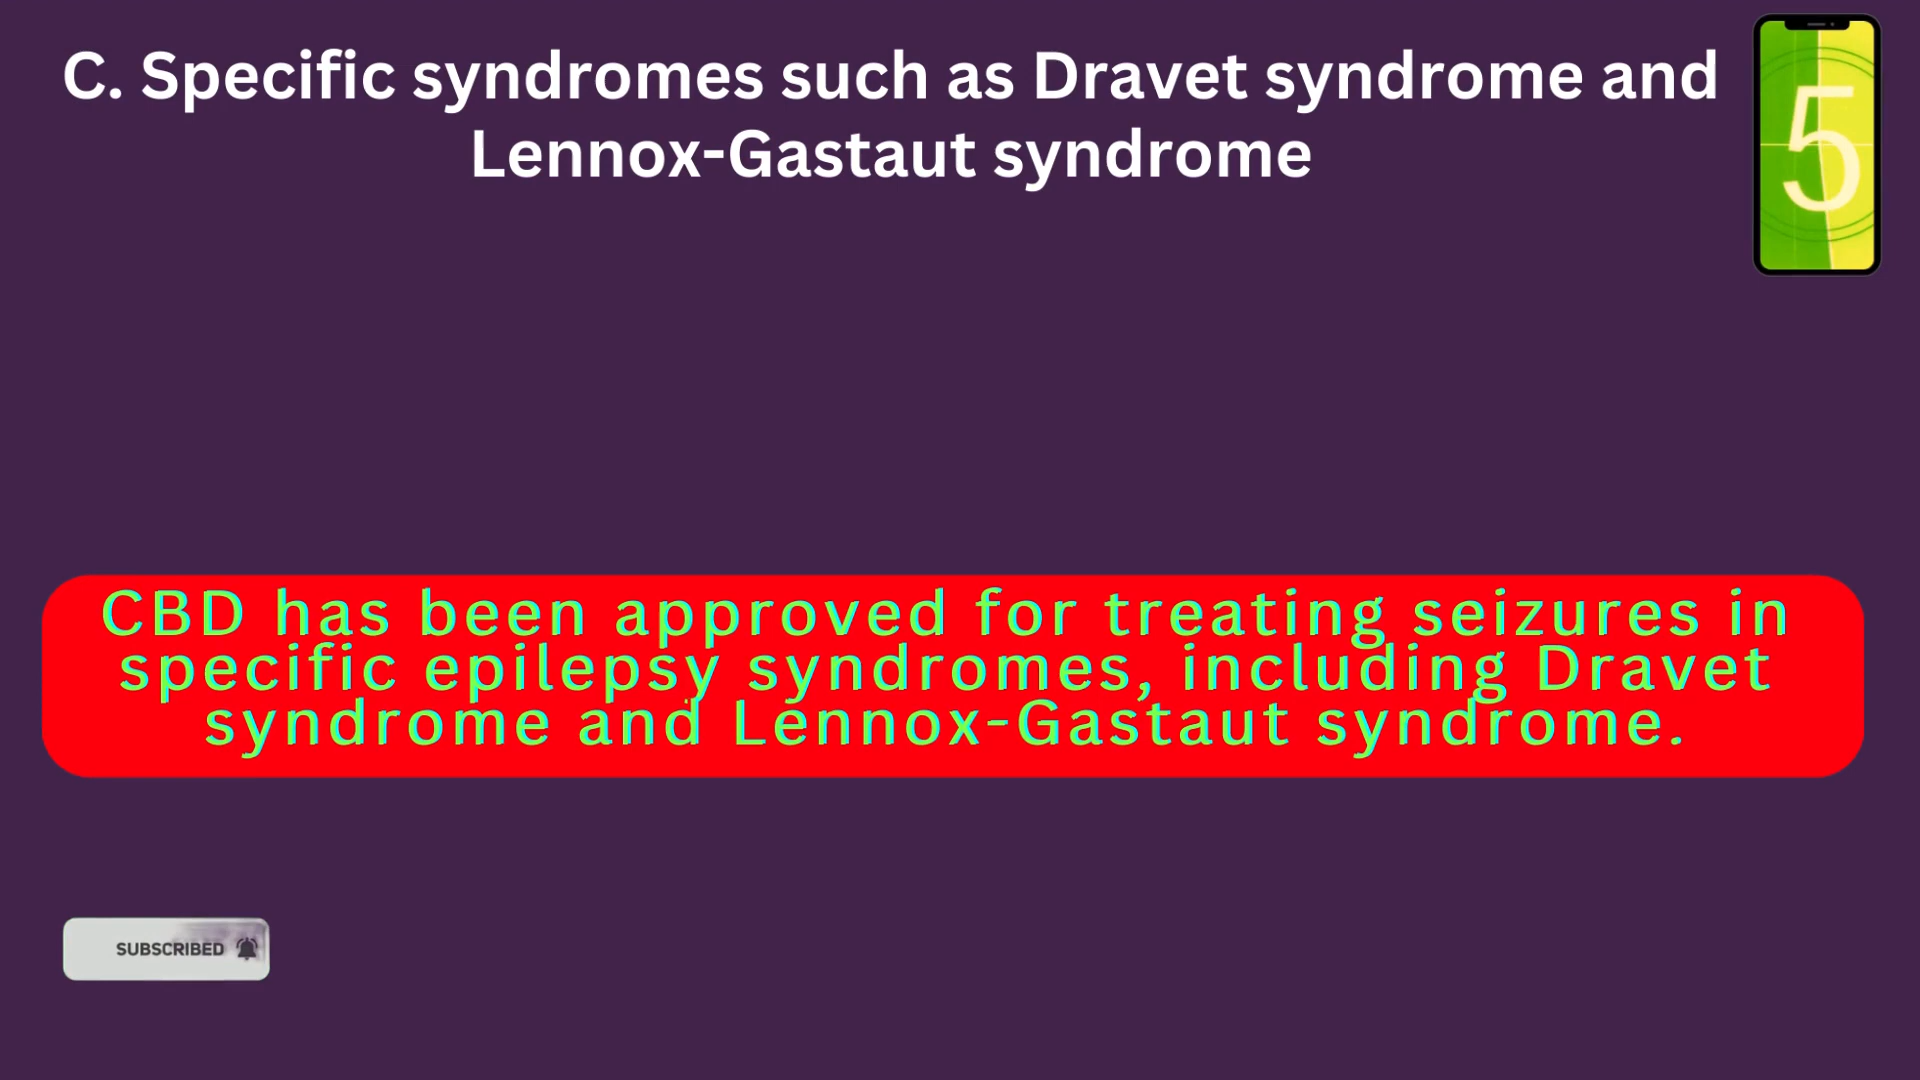 C. Specific syndromes such as Dravet syndrome and
Lennox-Gastaut syndrome
5
CBD has been approved for treating seizures in
specific epilepsy syndromes, including Dravet
syndrome and Lennox-Gastaut syndrome.
SUBSCRIBED